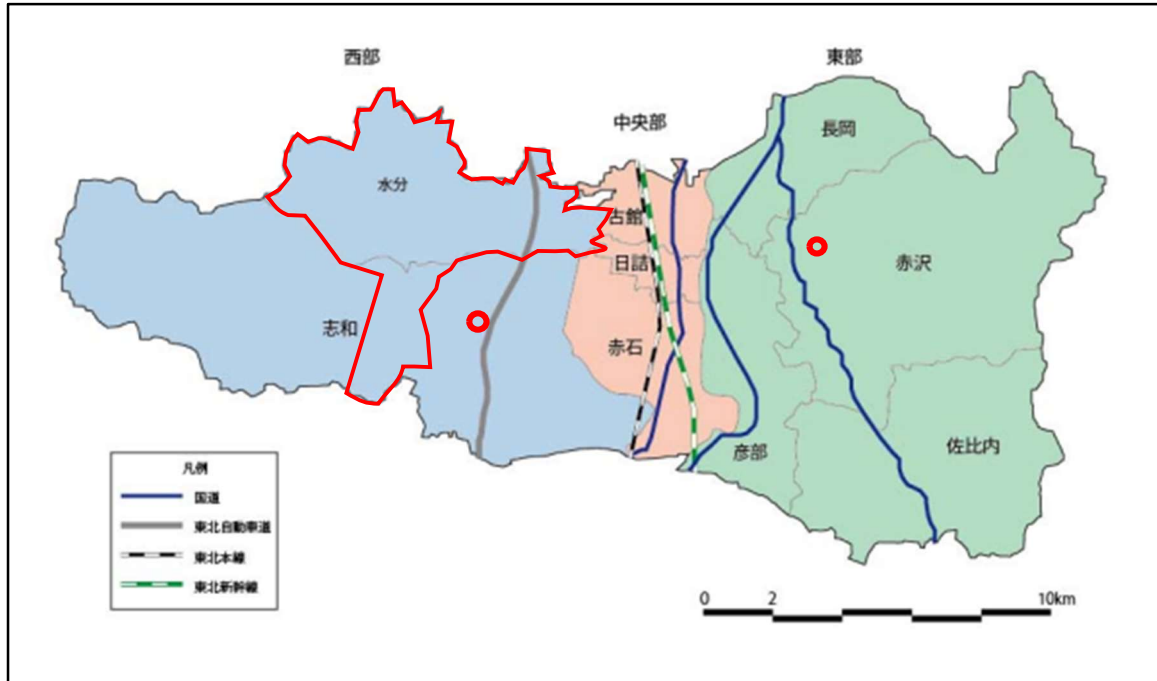 西部
東部
中央部
長岡
水分
古館
日詰
赤沢
志和
赤石
彦部
佐比内
凡例
国道
東北自動車道
東北本線
東北新幹線
0 2 10km